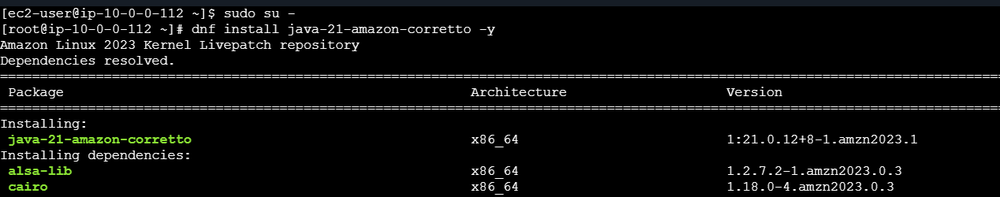 [ec2-user@ip-10-0-0-112 ~]$ sudo su -
[root@ip-10-0-0-112 ~]# dnf install java-21-amazon-corretto -y
Amazon Linux 2023 Kernel Livepatch repository
Dependencies resolved.
================================================================================================================================
Package Architecture Version
================================================================================================================================
Installing:
java-21-amazon-corretto x86_64 1:21.0.12+8-1.amzn2023.1
Installing dependencies:
alsa-lib x86_64 1.2.7.2-1.amzn2023.0.3
cairo x86_64 1.18.0-4.amzn2023.0.3